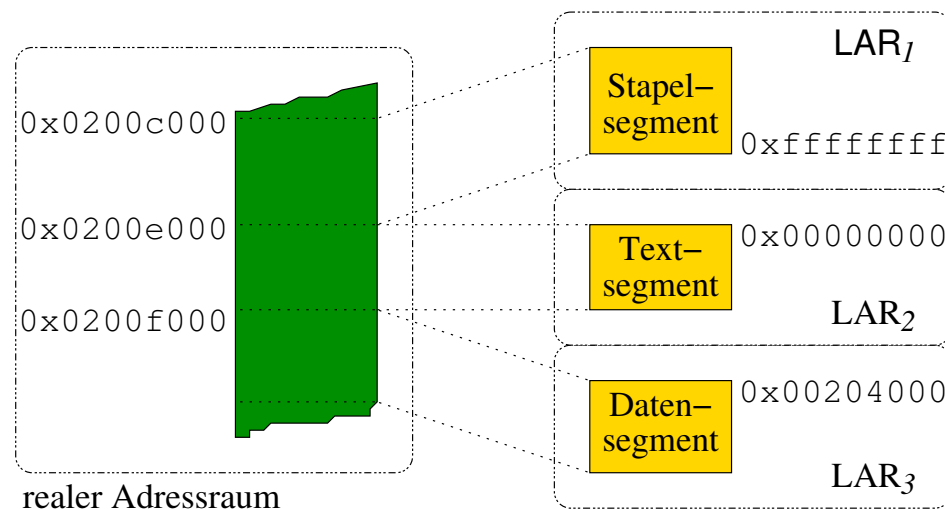 0x0200c000
0x0200e000
0x0200f000
realer Adressraum
LAR1
Stapel–
segment
0xffffffff
Text–
segment
0x00000000
LAR2
Daten–
segment
0x00204000
LAR3